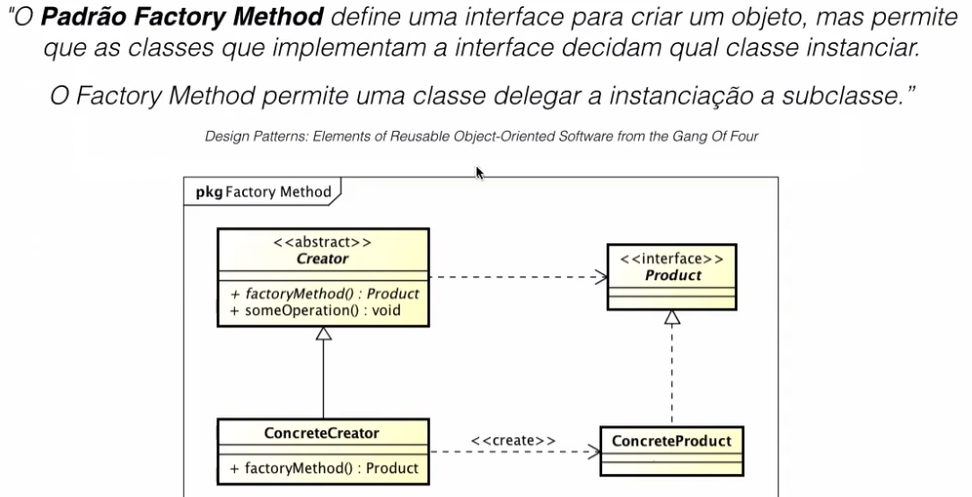 "O Padrão Factory Method define uma interface para criar um objeto, mas permite
que as classes que implementam a interface decidam qual classe instanciar.
O Factory Method permite uma classe delegar a instanciação a subclasse.”
Design Patterns: Elements of Reusable Object-Oriented Software from the Gang Of Four
pkg Factory Method
<<abstract>>
Creator
+ factoryMethod() : Product
+ someOperation() : void
<<interface>>
Product
ConcreteCreator
+ factoryMethod() : Product
<<create>>
ConcreteProduct